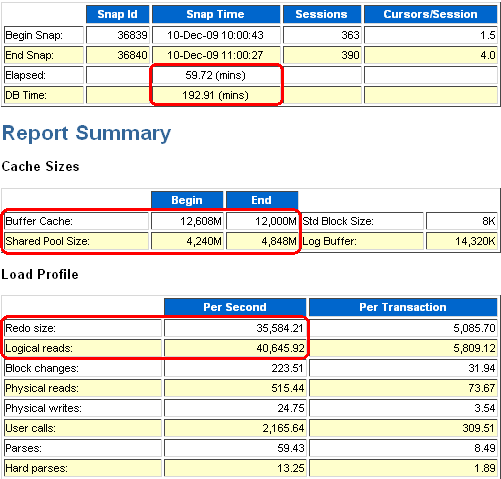 Snap Id Snap Time Sessions Cursors/Session
Begin Snap: 36839 10-Dec-09 10:00:43 363 1.5
End Snap: 36840 10-Dec-09 11:00:27 390 4.0
Elapsed: 59.72 (mins)
DB Time: 192.91 (mins)
Report Summary
Cache Sizes
Begin End
Buffer Cache: 12,608M 12,000M Std Block Size: 8K
Shared Pool Size: 4,240M 4,848M Log Buffer: 14,320K
Load Profile
Per Second Per Transaction
Redo size: 35,584.21 5,085.70
Logical reads: 40,645.92 5,809.12
Block changes: 223.51 31.94
Physical reads: 515.44 73.67
Physical writes: 24.75 3.54
User calls: 2,165.64 309.51
Parses: 59.43 8.49
Hard parses: 13.25 1.89